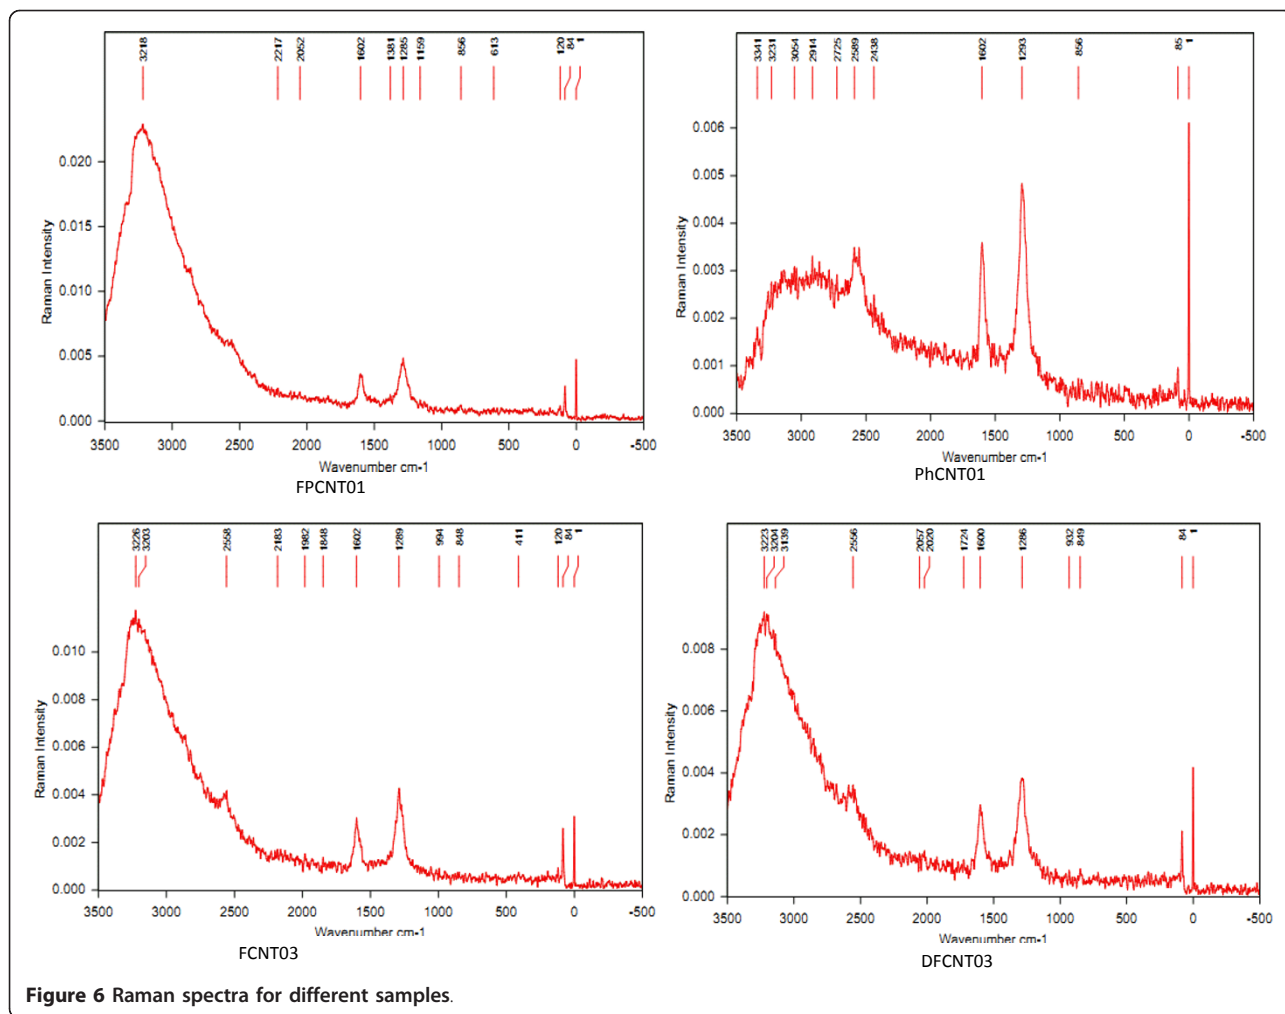 3218 2217 2052 1602 1381 1285 1159 856 613 120 84 1
Raman Intensity
0.020
0.015
0.010
0.005
0.000
3500 3000 2500 2000 1500 1000 500 0 -500
Wavenumber cm-1
FPCNT01
3341 3231 3054 2914 2725 2589 2438 1602 1293 856 85 1
Raman Intensity
0.006
0.005
0.004
0.003
0.002
0.001
0.000
3500 3000 2500 2000 1500 1000 500 0 -500
Wavenumber cm-1
PhCNT01
3226 3203 2558 2183 1982 1848 1602 1289 994 848 411 120 84 1
Raman Intensity
0.010
0.008
0.006
0.004
0.002
0.000
3500 3000 2500 2000 1500 1000 500 0 -500
Wavenumber cm-1
FCNT03
3223 3204 3139 2556 2057 2020 1724 1600 1286 932 849 84 1
Raman Intensity
0.008
0.006
0.004
0.002
0.000
3500 3000 2500 2000 1500 1000 500 0 -500
Wavenumber cm-1
DFCNT03
Figure 6 Raman spectra for different samples.